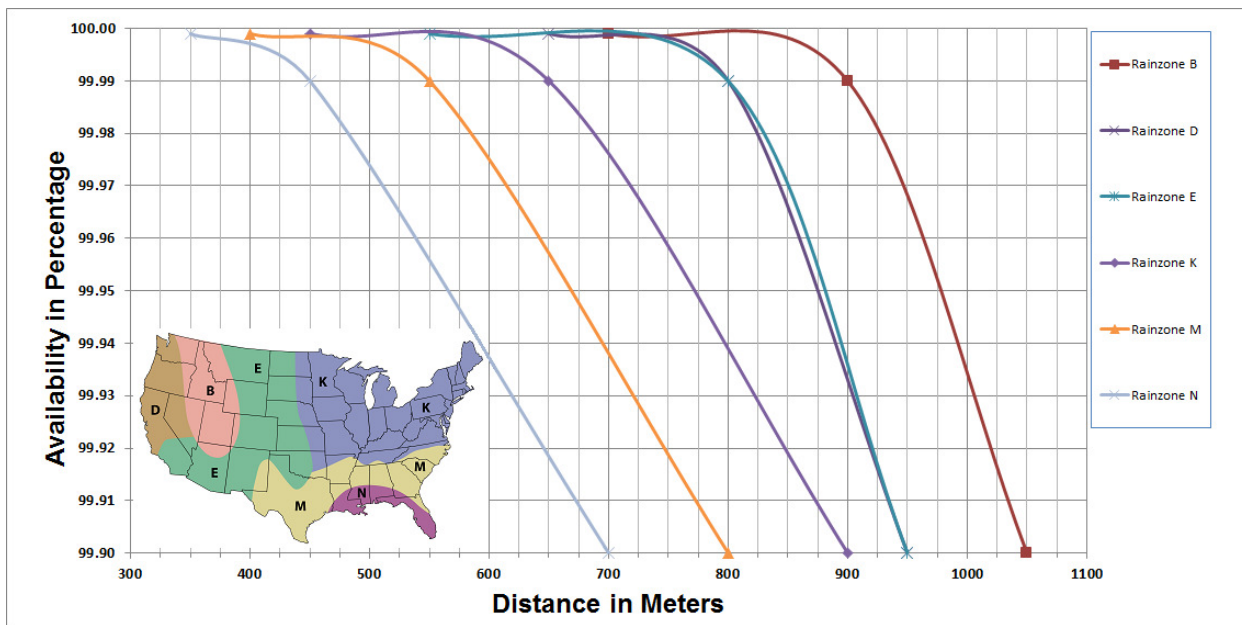 100.00
99.99
99.98
99.97
99.96
99.95
99.94
99.93
99.92
99.91
99.90
Availability in Percentage
300 400 500 600 700 800 900 1000 1100
Distance in Meters
Rainzone B
Rainzone D
Rainzone E
Rainzone K
Rainzone M
Rainzone N
E
K
B
D
K
E
M
N
M